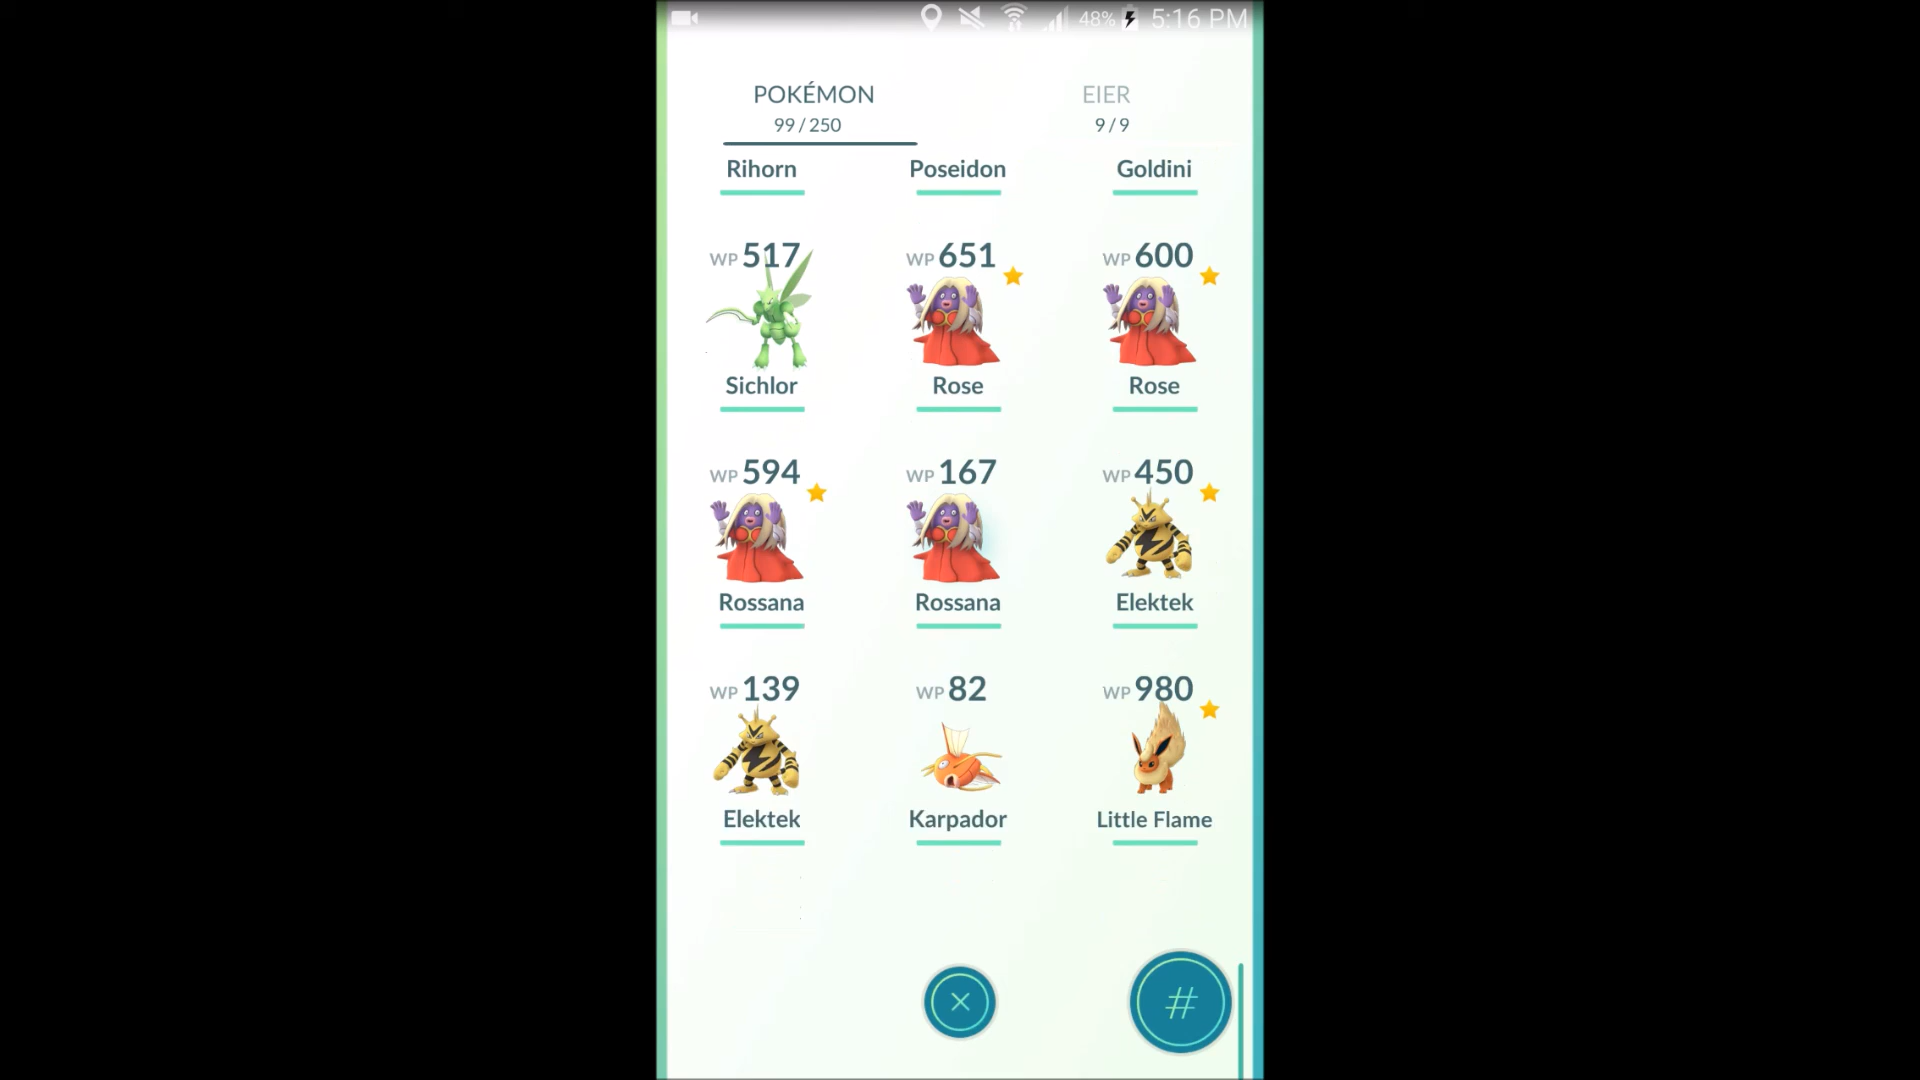 48% 5:16 PM
POKÉMON EIER
99 / 250 9 / 9
Rihorn Poseidon Goldini
WP 517 WP 651 WP 600
Sichlor Rose Rose
WP 594 WP 167 WP 450
Rossana Rossana Elektek
WP 139 WP 82 WP 980
Elektek Karpador Little Flame
#